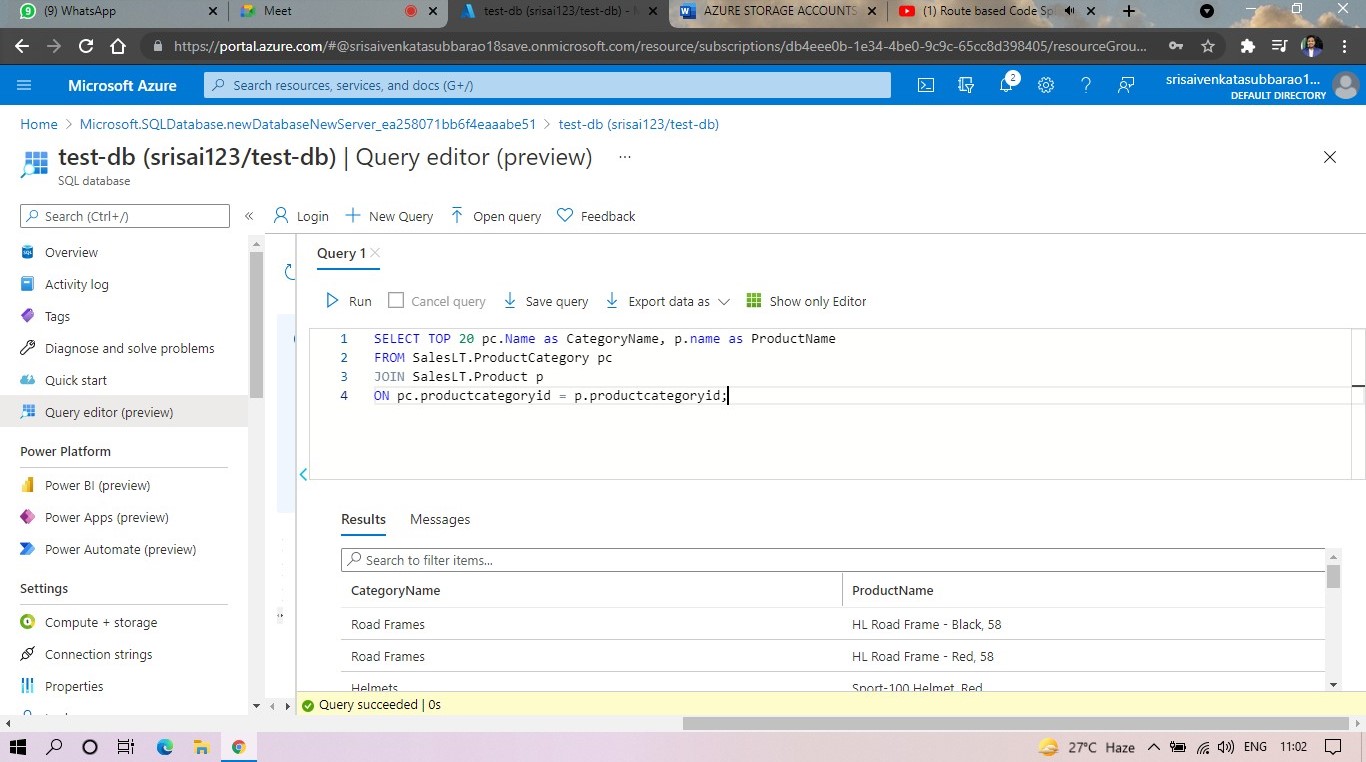 (9) WhatsApp
Meet
test-db (srisai123/test-db) - M
AZURE STORAGE ACCOUNTS
(1) Route based Code Sp
https://portal.azure.com/#@srisaivenkatasubbarao18save.onmicrosoft.com/resource/subscriptions/db4eee0b-1e34-4be0-9c9c-65cc8d398405/resourceGrou...
Microsoft Azure
Search resources, services, and docs (G+/)
2
srisaivenkatasubbarao1...
DEFAULT DIRECTORY
Home > Microsoft.SQLDatabase.newDatabaseNewServer_ea258071bb6f4eaaabe51 > test-db (srisai123/test-db)
test-db (srisai123/test-db) | Query editor (preview) ...
SQL database
Search (Ctrl+/)
«
Login
New Query
Open query
Feedback
Overview
Activity log
Tags
Diagnose and solve problems
Quick start
Query editor (preview)
Power Platform
Power BI (preview)
Power Apps (preview)
Power Automate (preview)
Settings
Compute + storage
Connection strings
Properties
Query 1
Run
Cancel query
Save query
Export data as
Show only Editor
1 SELECT TOP 20 pc.Name as CategoryName, p.name as ProductName
2 FROM SalesLT.ProductCategory pc
3 JOIN SalesLT.Product p
4 ON pc.productcategoryid = p.productcategoryid;
Results
Messages
Search to filter items...
CategoryName ProductName
Road Frames HL Road Frame - Black, 58
Road Frames HL Road Frame - Red, 58
Helmets Sport-100 Helmet, Red
Query succeeded | 0s
27°C Haze
ENG
11:02